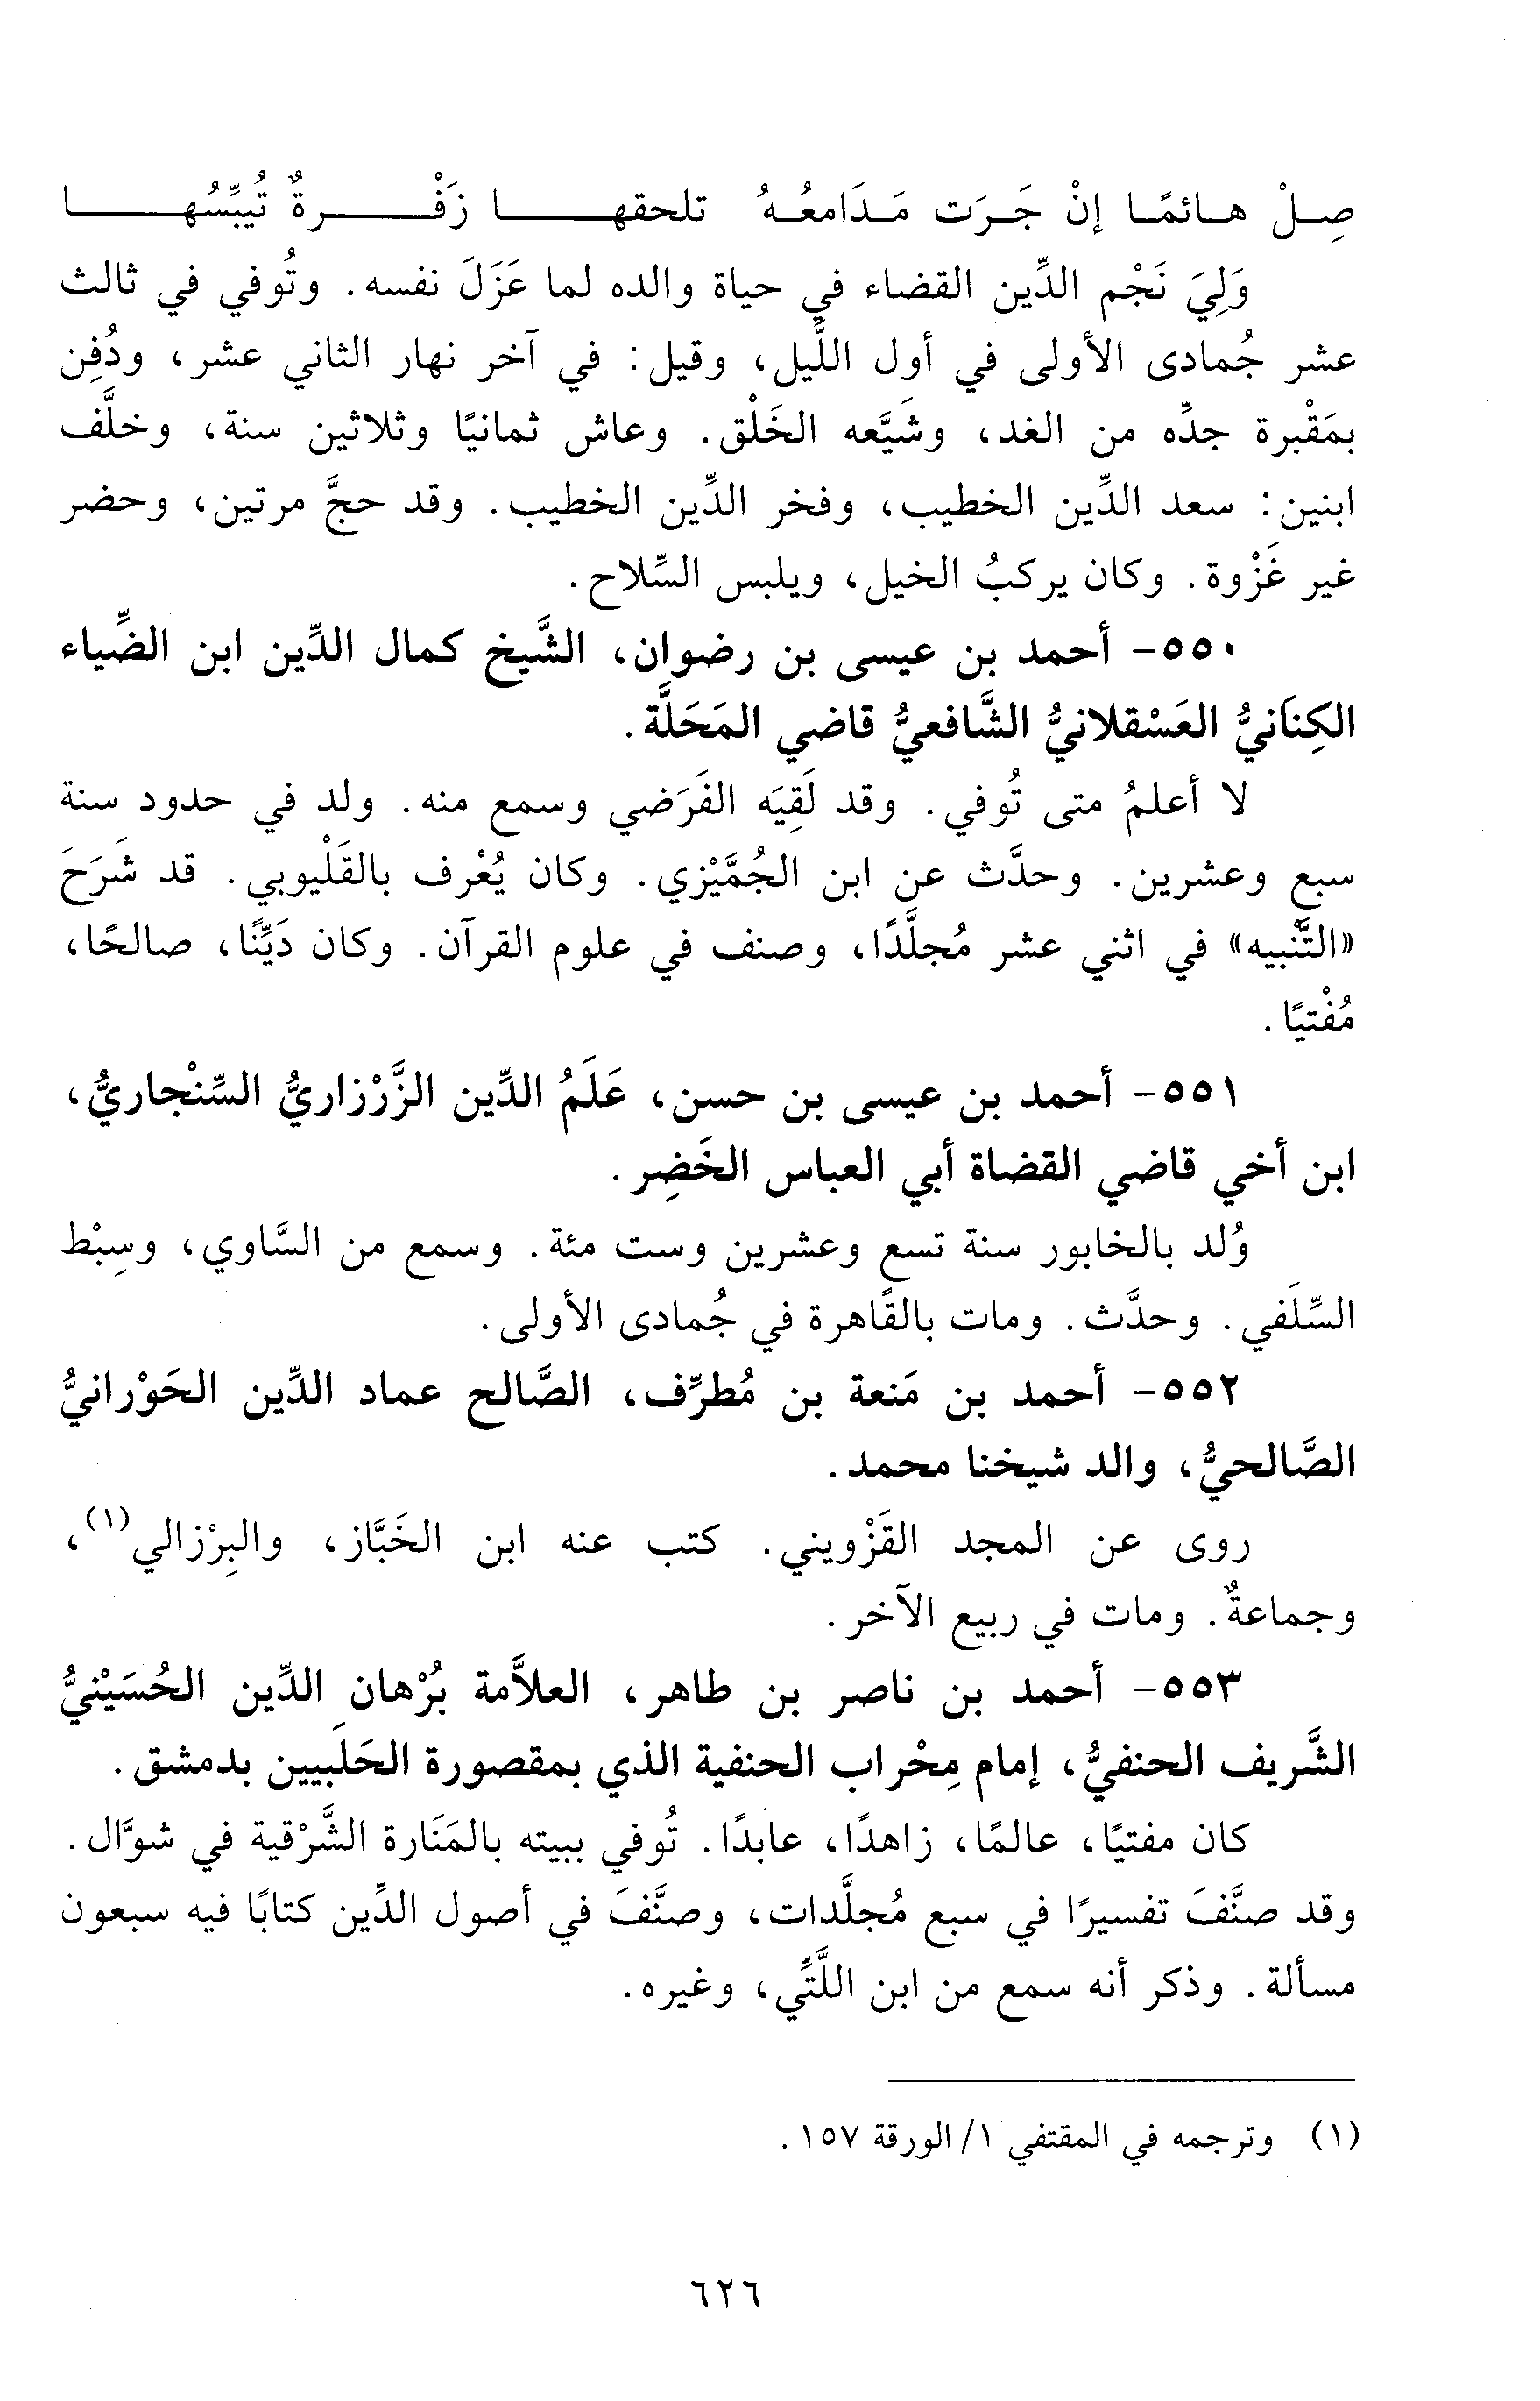 صِلْ هائمًا إنْ جَرَت مَدَامعُهُ تلحقها زَفْرةٌ تُيبِّسُها
وَلِيَ نَجْم الدِّين القضاء في حياة والده لما عَزَلَ نفسه. وتُوفي في ثالث
عشر جُمادى الأولى في أول اللَّيل، وقيل: في آخر نهار الثاني عشر، ودُفِن
بمَقْبرة جدِّه من الغد، وشَيَّعه الخَلْق. وعاش ثمانيًا وثلاثين سنة، وخلَّف
ابنين: سعد الدِّين الخطيب، وفخر الدِّين الخطيب. وقد حجَّ مرتين، وحضر
غير غَزْوة. وكان يركبُ الخيل، ويلبس السِّلاح.
٥٥٠- أحمد بن عيسى بن رضوان، الشَّيخ كمال الدِّين ابن الضِّياء
الكِنَانيُّ العَسْقلانيُّ الشَّافعيُّ قاضي المَحَلَّة.
لا أعلمُ متى تُوفي. وقد لَقِيَه الفَرَضي وسمع منه. ولد في حدود سنة
سبع وعشرين. وحدَّث عن ابن الجُمَّيْزي. وكان يُعْرف بالقَلْيوبي. قد شَرَحَ
«التَّنْبيه» في اثني عشر مُجلَّدًا، وصنف في علوم القرآن. وكان دَيِّنًا، صالحًا،
مُفْتيًا.
٥٥١- أحمد بن عيسى بن حسن، عَلَمُ الدِّين الزَّرْزاريُّ السِّنْجاريُّ،
ابن أخي قاضي القضاة أبي العباس الخَضِر.
وُلد بالخابور سنة تسع وعشرين وست مئة. وسمع من السَّاوي، وسِبْط
السِّلَفي. وحدَّث. ومات بالقاهرة في جُمادى الأولى.
٥٥٢- أحمد بن مَنعة بن مُطرِّف، الصَّالح عماد الدِّين الحَوْرانيُّ
الصَّالحيُّ، والد شيخنا محمد.
روى عن المجد القَزْويني. كتب عنه ابن الخَبَّاز، والبِرْزالي(١)،
وجماعةٌ. ومات في ربيع الآخر.
٥٥٣- أحمد بن ناصر بن طاهر، العلاَّمة بُرْهان الدِّين الحُسَيْنيُّ
الشَّريف الحنفيُّ، إمام مِحْراب الحنفية الذي بمقصورة الحَلَبيين بدمشق.
كان مفتيًا، عالمًا، زاهدًا، عابدًا. تُوفي ببيته بالمَنَارة الشَّرْقية في شوَّال.
وقد صنَّفَ تفسيرًا في سبع مُجلَّدات، وصنَّفَ في أصول الدِّين كتابًا فيه سبعون
مسألة. وذكر أنه سمع من ابن اللَّتِّي، وغيره.
(١) وترجمه في المقتفي ١/ الورقة ١٥٧.
٦٢٦